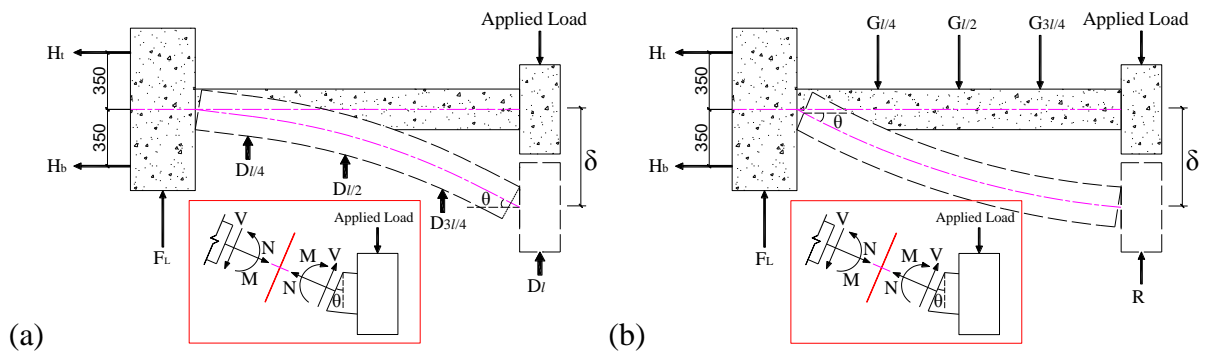 Applied Load
Ht
350
350
Hb
FL
Dl/4
Dl/2
D3l/4
θ
δ
Dl
V
N
M
N
M
V
θ
Applied Load
(a)
Applied Load
Gl/4
Gl/2
G3l/4
Ht
350
350
Hb
FL
θ
δ
R
V
N
M
N
M
V
θ
Applied Load
(b)